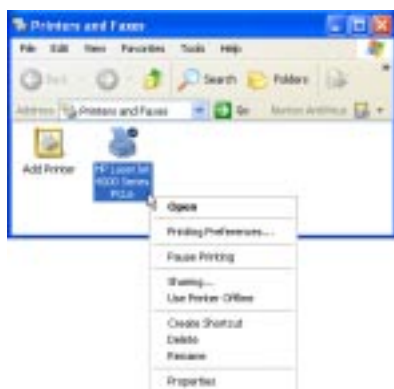 Printers and Faxes
File Edit View Favorites Tools Help
Back Search Folders
Address Printers and Faxes Go Norton AntiVirus
Add Printer
HP LaserJet
4000 Series
PCL6
Open
Printing Preferences...
Pause Printing
Sharing...
Use Printer Offline
Create Shortcut
Delete
Rename
Properties